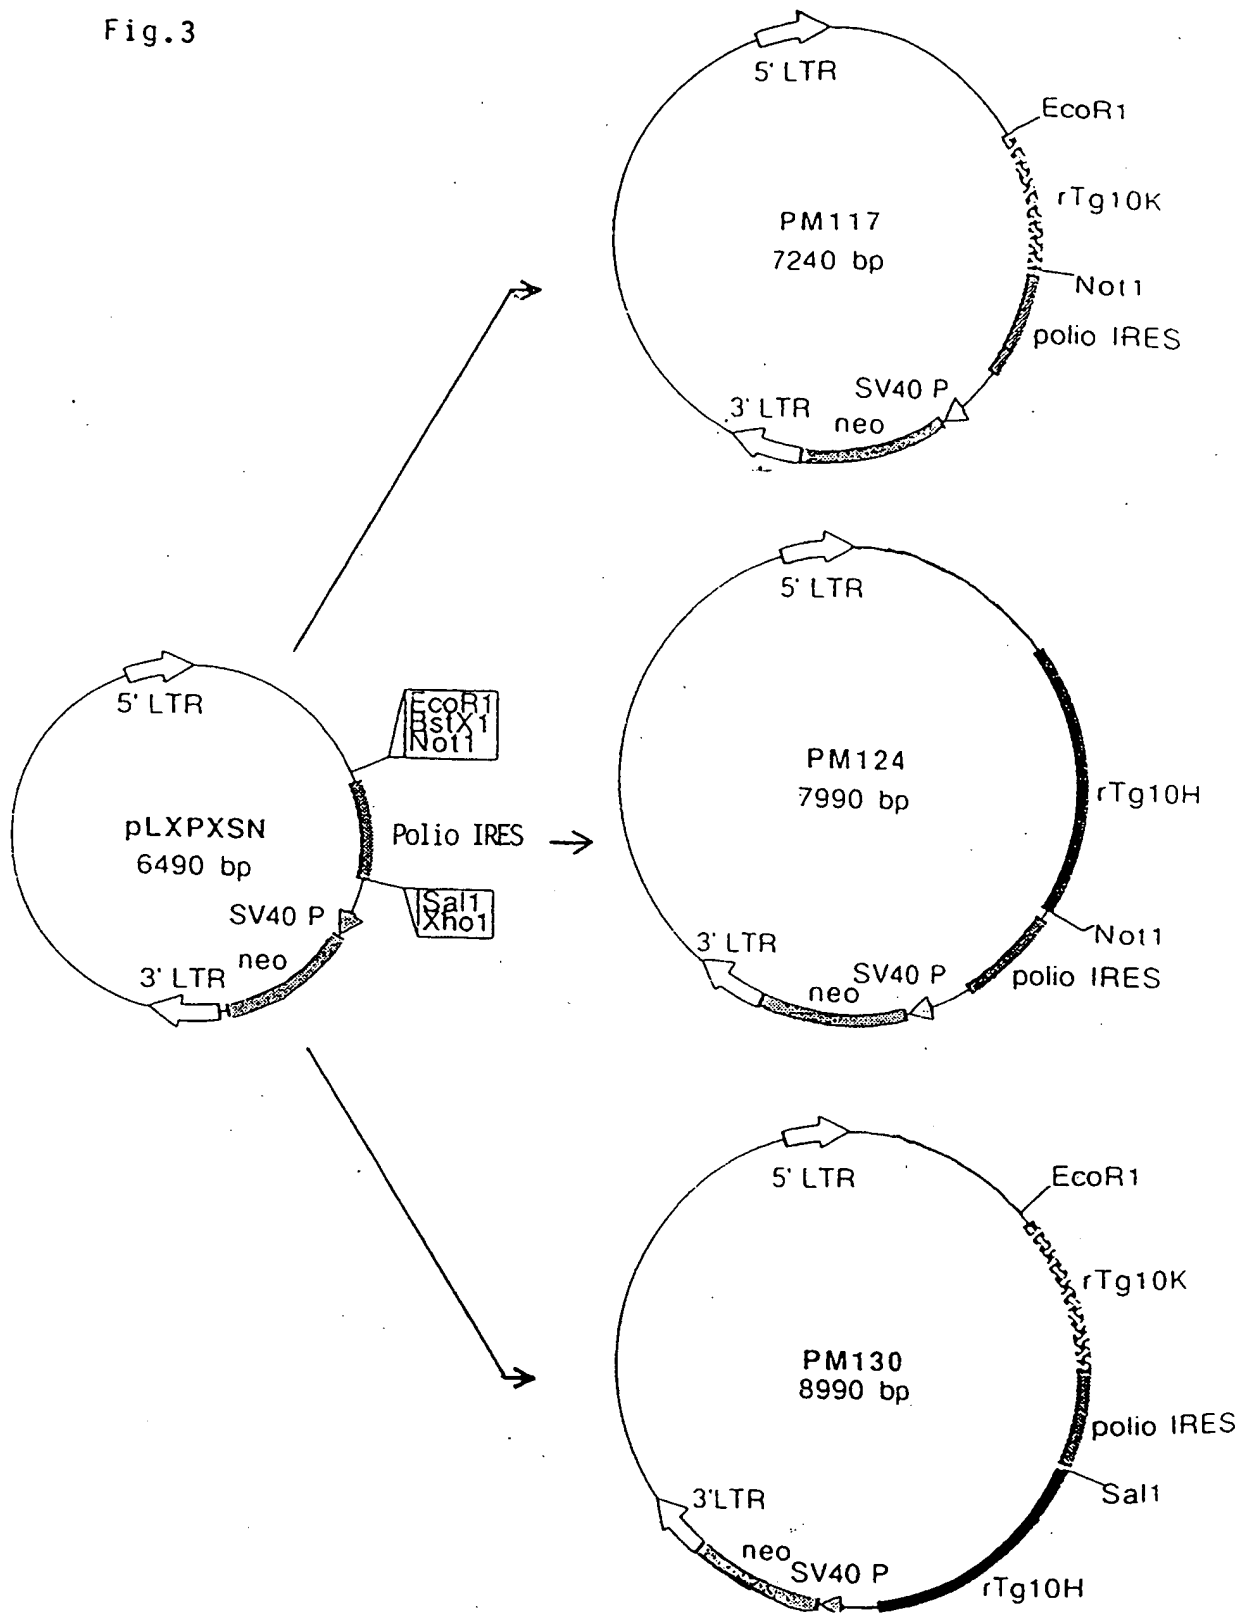 Fig.3
5' LTR
EcoR1
rTg10K
PM117
7240 bp
Not1
polio IRES
SV40 P
3' LTR
neo
5' LTR
PM124
7990 bp
rTg10H
Not1
polio IRES
SV40 P
3' LTR
neo
5' LTR
EcoR1
BstX1
Not1
pLXPXSN
6490 bp
Polio IRES
Sal1
Xho1
SV40 P
neo
3' LTR
5' LTR
EcoR1
rTg10K
PM130
8990 bp
polio IRES
Sal1
3'LTR
neo
SV40 P
rTg10H